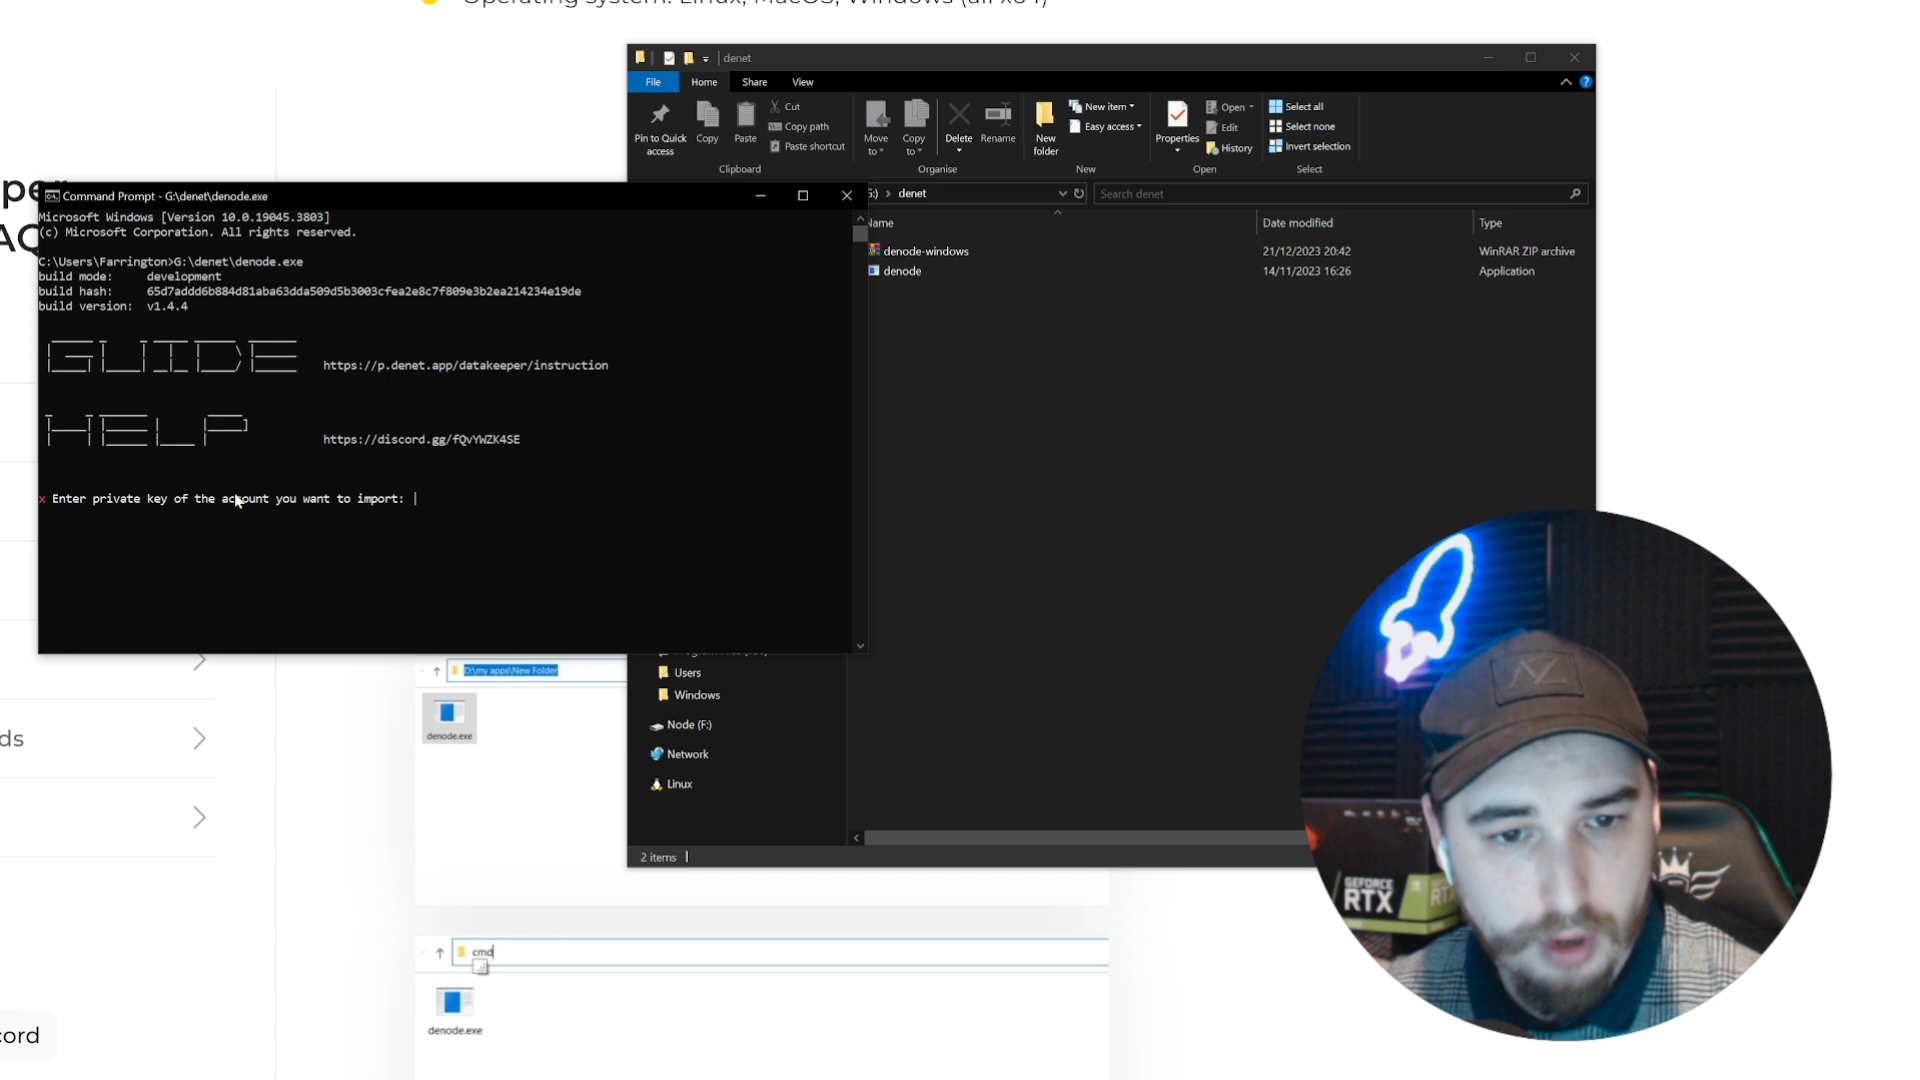 Operating system: Linux, MacOS, Windows (all x64)
denet
File Home Share View
Pin to Quick access
Copy
Paste
Cut
Copy path
Paste shortcut
Clipboard
Move to
Copy to
Delete
Rename
Organise
New folder
New item
Easy access
New
Properties
Open
Edit
History
Open
Select all
Select none
Invert selection
Select
denet
Search denet
Name Date modified Type
denode-windows 21/12/2023 20:42 WinRAR ZIP archive
denode 14/11/2023 16:26 Application
Command Prompt - G:\denet\denode.exe
Microsoft Windows [Version 10.0.19045.3803]
(c) Microsoft Corporation. All rights reserved.
C:\Users\Farrington>G:\denet\denode.exe
build mode: development
build hash: 65d7addd6b884d81aba63dda509d5b3003cfea2e8c7f809e3b2ea214234e19de
build version: v1.4.4
GUIDE https://p.denet.app/datakeeper/instruction
HELP https://discord.gg/fQvYWZK4SE
x Enter private key of the account you want to import:
Users
Windows
Node (F:)
Network
Linux
2 items
D:\my apps\New Folder
denode.exe
cmd
denode.exe
ds
cord
GEFORCE
RTX
NZ